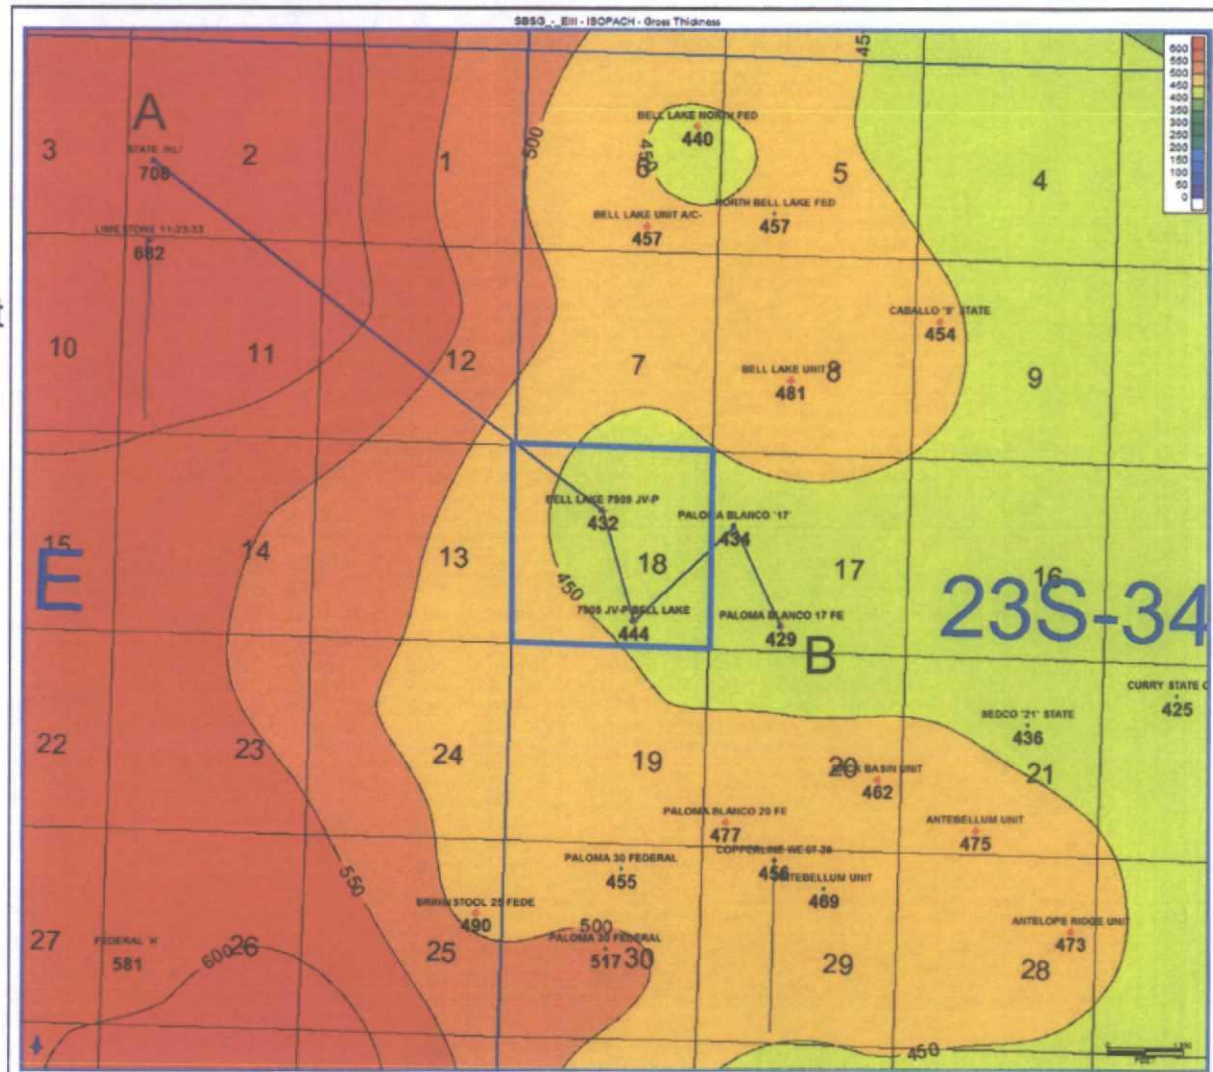 SBSG_-_EIII - ISOPACH - Gross Thickness
600
550
500
450
400
350
300
250
200
150
100
50
0
A
3
2
1
500
450
6
5
4
BELL LAKE NORTH FED
440
STATE
708
BELL LAKE UNIT A/C-
457
NORTH BELL LAKE FED
457
LIMESTONE 11-23-33
682
CABALLO '9' STATE
454
10
11
12
7
BELL LAKE UNIT
481
8
9
BELL LAKE 7909 JV-P
432
PALOMA BLANCO '17'
434
15
14
13
18
17
16
E
23S-34
450
7909 JV-P BELL LAKE
444
PALOMA BLANCO 17 FE
429
B
CURRY STATE
425
SEDCO '21' STATE
436
22
23
24
19
20
21
BASIN UNIT
462
PALOMA BLANCO 20 FE
477
ANTEBELLUM UNIT
475
PALOMA 30 FEDERAL
455
456
ANTEBELLUM UNIT
469
550
490
500
ANTELOPE RIDGE UNIT
473
27
FEDERAL
581
600
26
25
PALOMA 30 FEDERAL
517
30
29
28
450
FEET